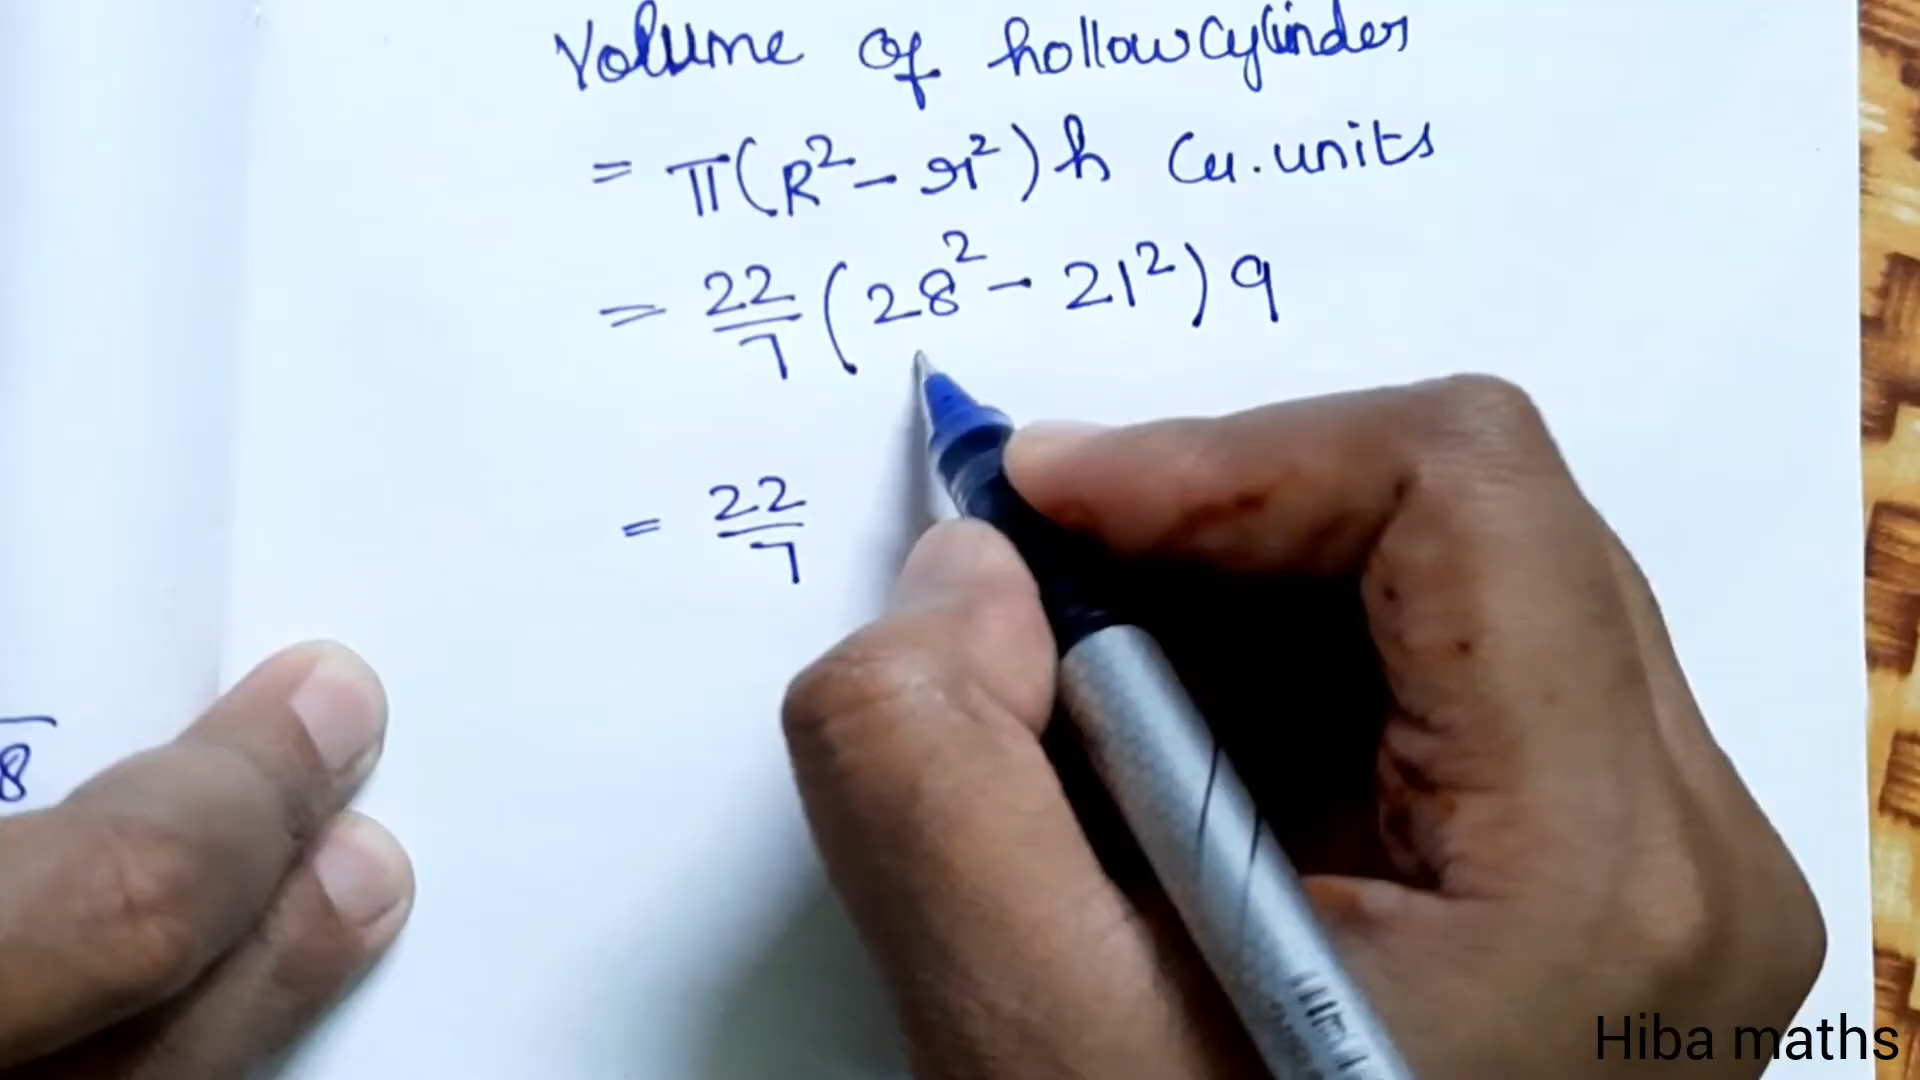 Volume of hollow cylinder
= π(R² - r²) h Cu. units
= 22/7 (28² - 21²) 9
= 22/7
8
Hiba maths